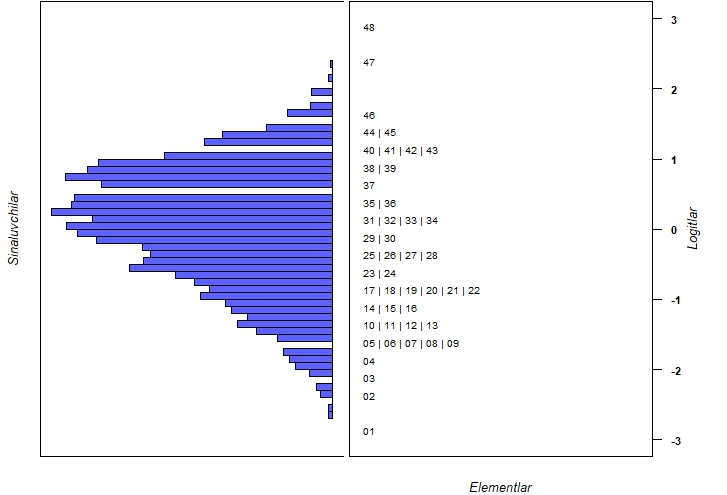 Sinaluvchilar
48
47
46
44 | 45
40 | 41 | 42 | 43
38 | 39
37
35 | 36
31 | 32 | 33 | 34
29 | 30
25 | 26 | 27 | 28
23 | 24
17 | 18 | 19 | 20 | 21 | 22
14 | 15 | 16
10 | 11 | 12 | 13
05 | 06 | 07 | 08 | 09
04
03
02
01
3
2
1
0
-1
-2
-3
Logitlar
Elementlar